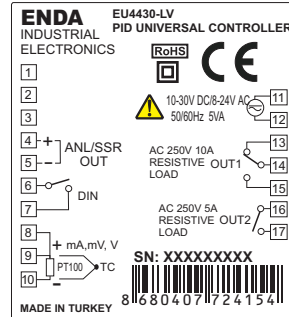 ENDA
INDUSTRIAL
ELECTRONICS
EU4430-LV
PID UNIVERSAL CONTROLLER
RoHS
CE
1
2
3
4
5
6
7
8
9
10
+
-
ANL/SSR
OUT
DIN
+ mA,mV, V
PT100
TC
-
10-30V DC/8-24V AC
50/60Hz 5VA
11
12
AC 250V 10A
RESISTIVE OUT1
LOAD
13
14
15
AC 250V 5A
RESISTIVE OUT2
LOAD
16
17
SN: XXXXXXXXX
8 680407 724154
MADE IN TURKEY